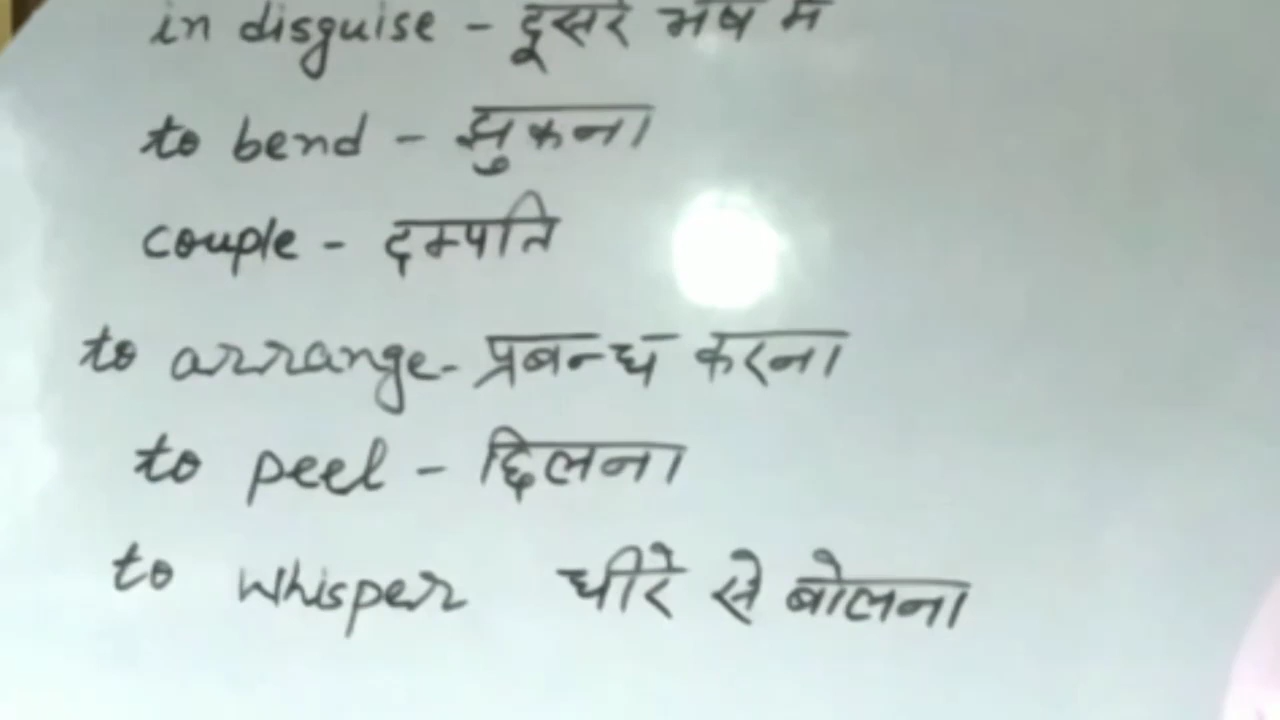 in disguise - दूसरे भेष में
to bend - झुकना
couple - दम्पति
to arrange - प्रबन्ध करना
to peel - छिलना
to whisper धीरे से बोलना